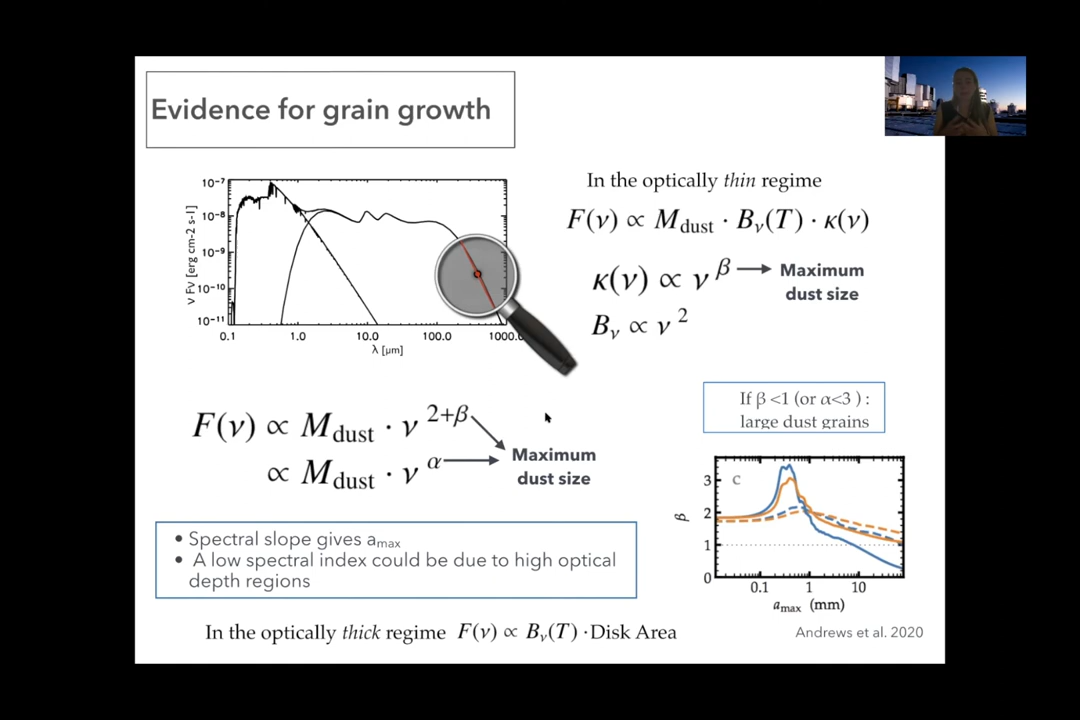 Evidence for grain growth
10⁻⁷
10⁻⁸
10⁻⁹
10⁻¹⁰
10⁻¹¹
ν Fν [erg cm-2 s-1]
0.1 1.0 10.0 100.0 1000.0
λ [μm]
In the optically thin regime
F(ν) ∝ M_dust · B_ν(T) · κ(ν)
κ(ν) ∝ ν^β
Maximum
dust size
B_ν ∝ ν²
F(ν) ∝ M_dust · ν^(2+β)
∝ M_dust · ν^α
Maximum
dust size
If β <1 (or α<3 ) :
large dust grains
• Spectral slope gives a_max
• A low spectral index could be due to high optical
depth regions
C
3
2
1
0
β
0.1 1 10
a_max (mm)
In the optically thick regime F(ν) ∝ B_ν(T) · Disk Area
Andrews et al. 2020